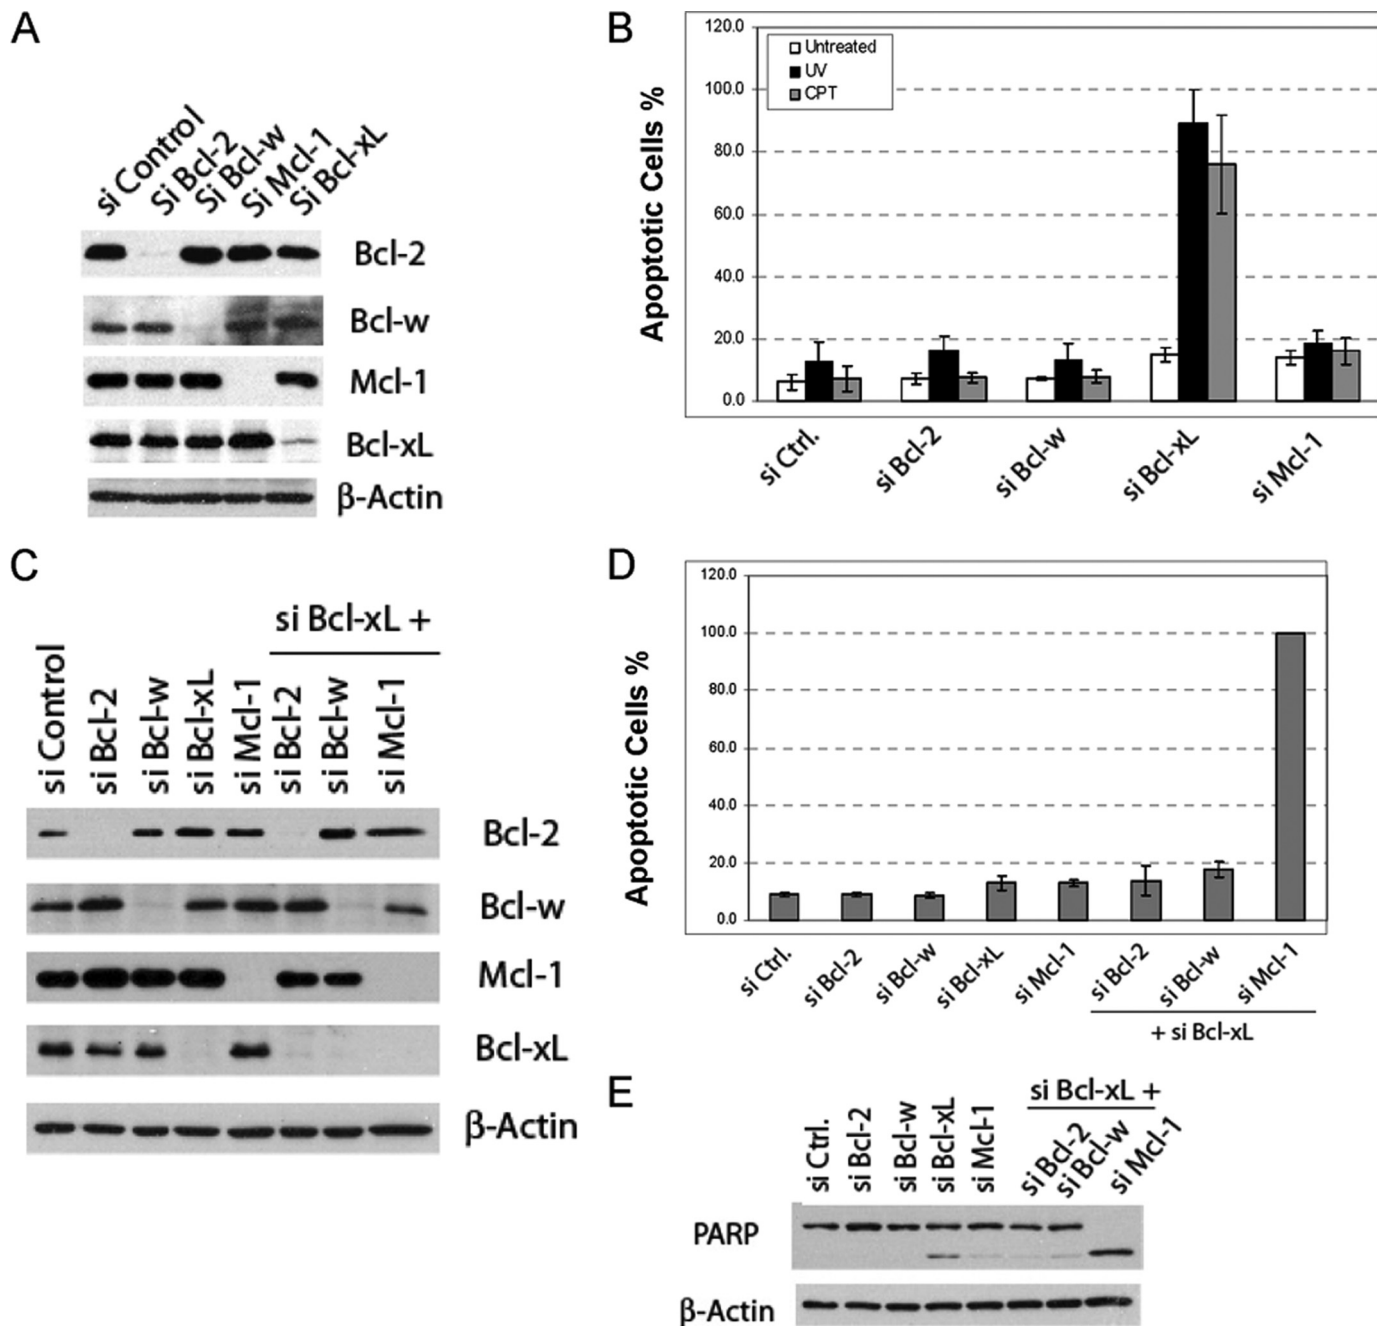 A
si Control
Si Bcl-2
Si Bcl-w
Si Mcl-1
Si Bcl-xL
Bcl-2
Bcl-w
Mcl-1
Bcl-xL
β-Actin
B
Apoptotic Cells %
120.0
100.0
80.0
60.0
40.0
20.0
0.0
Untreated
UV
CPT
si Ctrl.
si Bcl-2
si Bcl-w
si Bcl-xL
si Mcl-1
C
si Bcl-xL +
si Control
si Bcl-2
si Bcl-w
si Bcl-xL
si Mcl-1
si Bcl-2
si Bcl-w
si Mcl-1
Bcl-2
Bcl-w
Mcl-1
Bcl-xL
β-Actin
D
Apoptotic Cells %
120.0
100.0
80.0
60.0
40.0
20.0
0.0
si Ctrl.
si Bcl-2
si Bcl-w
si Bcl-xL
si Mcl-1
si Bcl-2
si Bcl-w
si Mcl-1
+ si Bcl-xL
E
si Bcl-xL +
si Ctrl.
si Bcl-2
si Bcl-w
si Bcl-xL
si Mcl-1
si Bcl-2
si Bcl-w
si Mcl-1
PARP
β-Actin